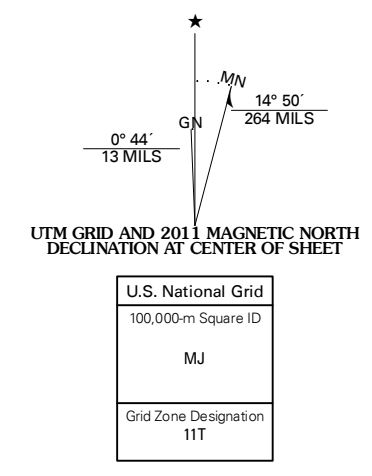 MN
14° 50´
264 MILS
GN
0° 44´
13 MILS
UTM GRID AND 2011 MAGNETIC NORTH
DECLINATION AT CENTER OF SHEET
U.S. National Grid
100,000-m Square ID
MJ
Grid Zone Designation
11T